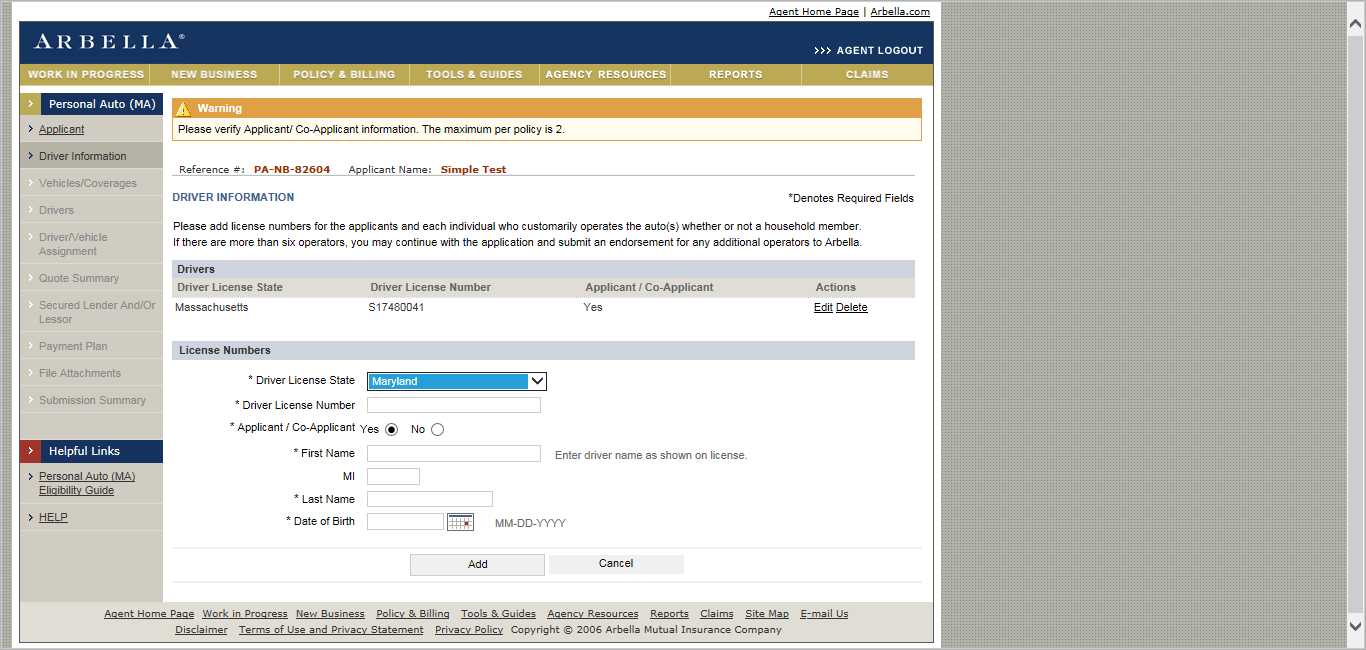 Agent Home Page | Arbella.com
ARBELLA®
>>> AGENT LOGOUT
WORK IN PROGRESS NEW BUSINESS POLICY & BILLING TOOLS & GUIDES AGENCY RESOURCES REPORTS CLAIMS
Personal Auto (MA)
Applicant
Driver Information
Vehicles/Coverages
Drivers
Driver/Vehicle
Assignment
Quote Summary
Secured Lender And/Or
Lessor
Payment Plan
File Attachments
Submission Summary
Helpful Links
Personal Auto (MA)
Eligibility Guide
HELP
Warning
Please verify Applicant/ Co-Applicant information. The maximum per policy is 2.
Reference #: PA-NB-82604 Applicant Name: Simple Test
DRIVER INFORMATION
*Denotes Required Fields
Please add license numbers for the applicants and each individual who customarily operates the auto(s) whether or not a household member.
If there are more than six operators, you may continue with the application and submit an endorsement for any additional operators to Arbella.
Drivers
Driver License State Driver License Number Applicant / Co-Applicant Actions
Massachusetts S17480041 Yes Edit Delete
License Numbers
* Driver License State Maryland
* Driver License Number
* Applicant / Co-Applicant Yes No
* First Name Enter driver name as shown on license.
MI
* Last Name
* Date of Birth MM-DD-YYYY
Add Cancel
Agent Home Page Work in Progress New Business Policy & Billing Tools & Guides Agency Resources Reports Claims Site Map E-mail Us
Disclaimer Terms of Use and Privacy Statement Privacy Policy Copyright © 2006 Arbella Mutual Insurance Company